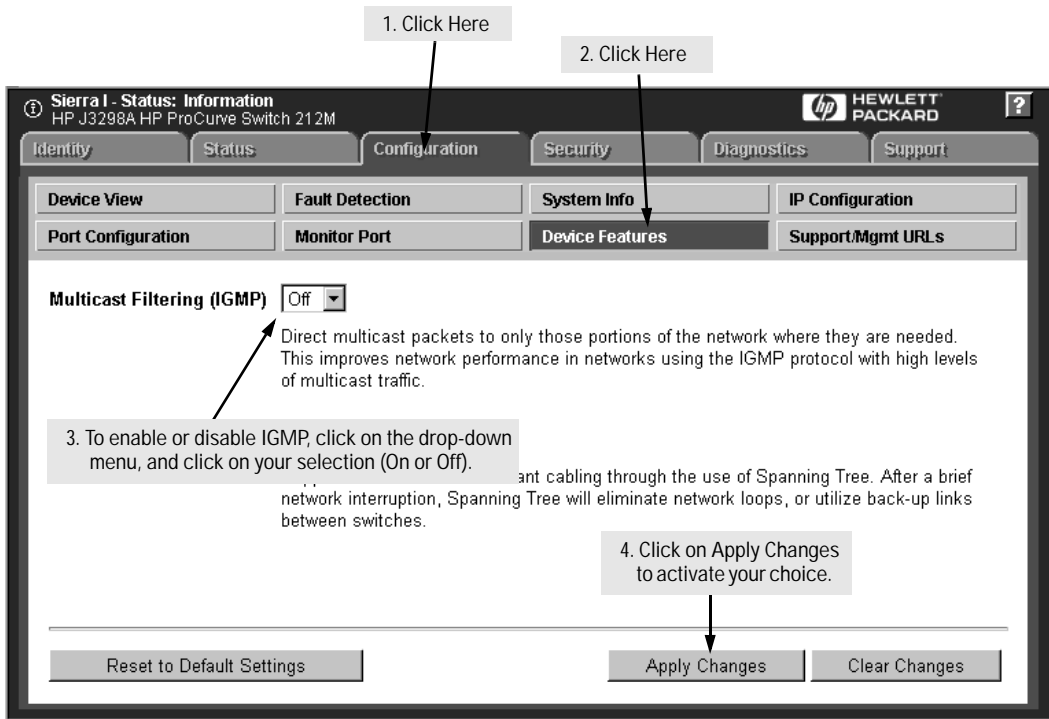 1. Click Here
2. Click Here
Sierra I - Status: Information
HP J3298A HP ProCurve Switch 212M
hp HEWLETT PACKARD
?
Identity
Status
Configuration
Security
Diagnostics
Support
Device View
Fault Detection
System Info
IP Configuration
Port Configuration
Monitor Port
Device Features
Support/Mgmt URLs
Multicast Filtering (IGMP)
Off
Direct multicast packets to only those portions of the network where they are needed.
This improves network performance in networks using the IGMP protocol with high levels
of multicast traffic.
3. To enable or disable IGMP, click on the drop-down
menu, and click on your selection (On or Off).
cabling through the use of Spanning Tree. After a brief
network interruption, Spanning Tree will eliminate network loops, or utilize back-up links
between switches.
4. Click on Apply Changes
to activate your choice.
Reset to Default Settings
Apply Changes
Clear Changes